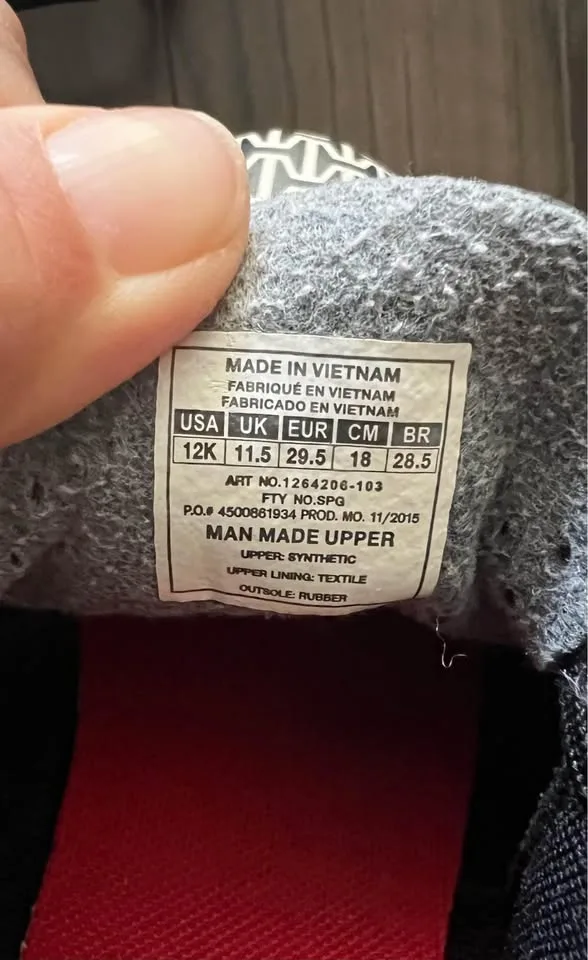 MADE IN VIETNAM
FABRIQUÉ EN VIETNAM
FABRICADO EN VIETNAM
USA UK EUR CM BR
12K 11.5 29.5 18 28.5
ART NO.1264206-103
FTY NO.SPG
P.O.# 4500861934 PROD. MO. 11/2015
MAN MADE UPPER
UPPER: SYNTHETIC
UPPER LINING: TEXTILE
OUTSOLE: RUBBER